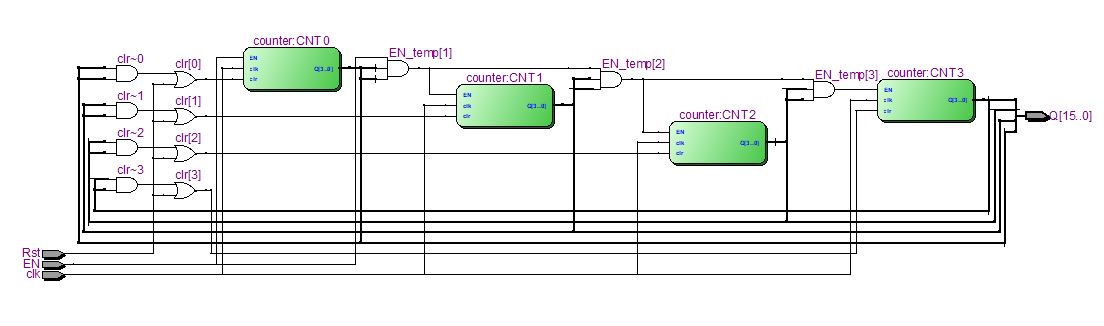 counter:CNT0
clr~0
clr[0]
EN
clk
clr
Q[3..0]
EN_temp[1]
counter:CNT1
EN
clk
clr
Q[3..0]
EN_temp[2]
counter:CNT2
EN
clk
clr
Q[3..0]
EN_temp[3]
counter:CNT3
EN
clk
clr
Q[3..0]
Q[15..0]
clr~1
clr[1]
clr~2
clr[2]
clr~3
clr[3]
Rst
EN
clk